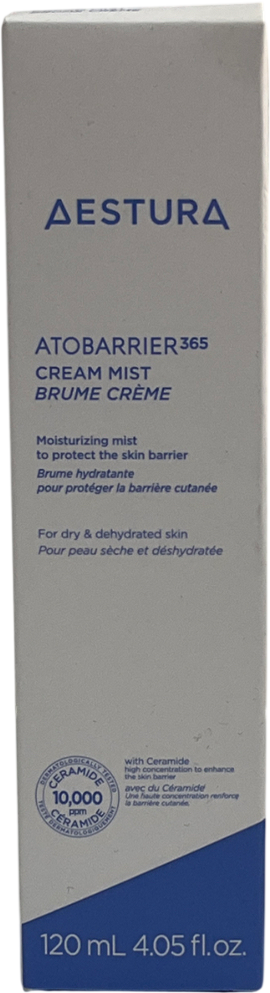 BRUME CRÈME
AESTURA
ATOBARRIER365
CREAM MIST
BRUME CRÈME
Moisturizing mist
to protect the skin barrier
Brume hydratante
pour protéger la barrière cutanée
For dry & dehydrated skin
Pour peau sèche et déshydratée
DERMATOLOGICALLY TESTED
CERAMIDE
10,000
ppm
CÉRAMIDE
TESTÉ DERMATOLOGIQUEMENT
with Ceramide
high concentration to enhance
the skin barrier
avec du Céramide
Une haute concentration renforce
la barrière cutanée.
120 mL 4.05 fl.oz.